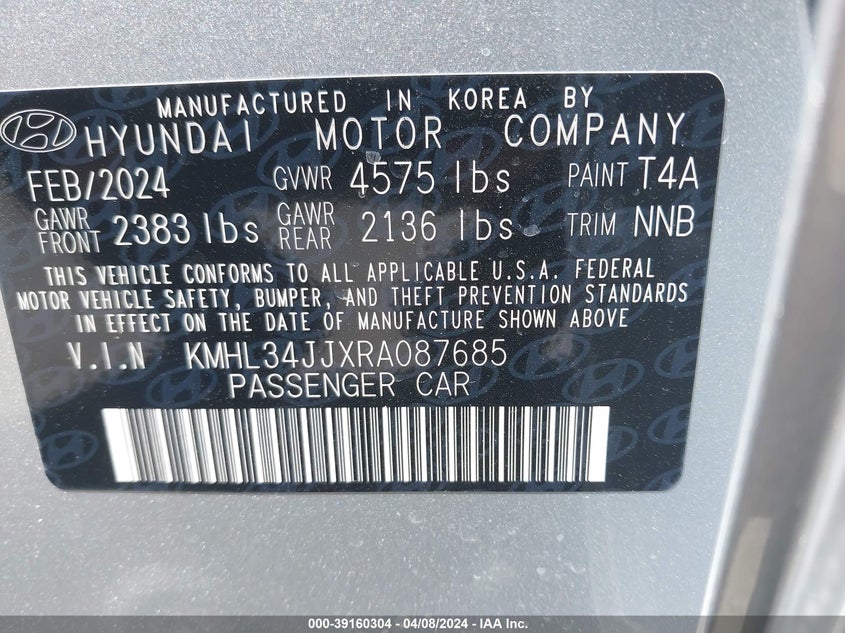 MANUFACTURED IN KOREA BY
HYUNDAI MOTOR COMPANY
FEB/2024 GVWR 4575 lbs PAINT T4A
GAWR FRONT 2383 lbs GAWR REAR 2136 lbs TRIM NNB
THIS VEHICLE CONFORMS TO ALL APPLICABLE U.S.A. FEDERAL
MOTOR VEHICLE SAFETY, BUMPER, AND THEFT PREVENTION STANDARDS
IN EFFECT ON THE DATE OF MANUFACTURE SHOWN ABOVE
V.I.N KMHL34JJXRA087685
PASSENGER CAR
000-39160304 - 04/08/2024 - IAA Inc.